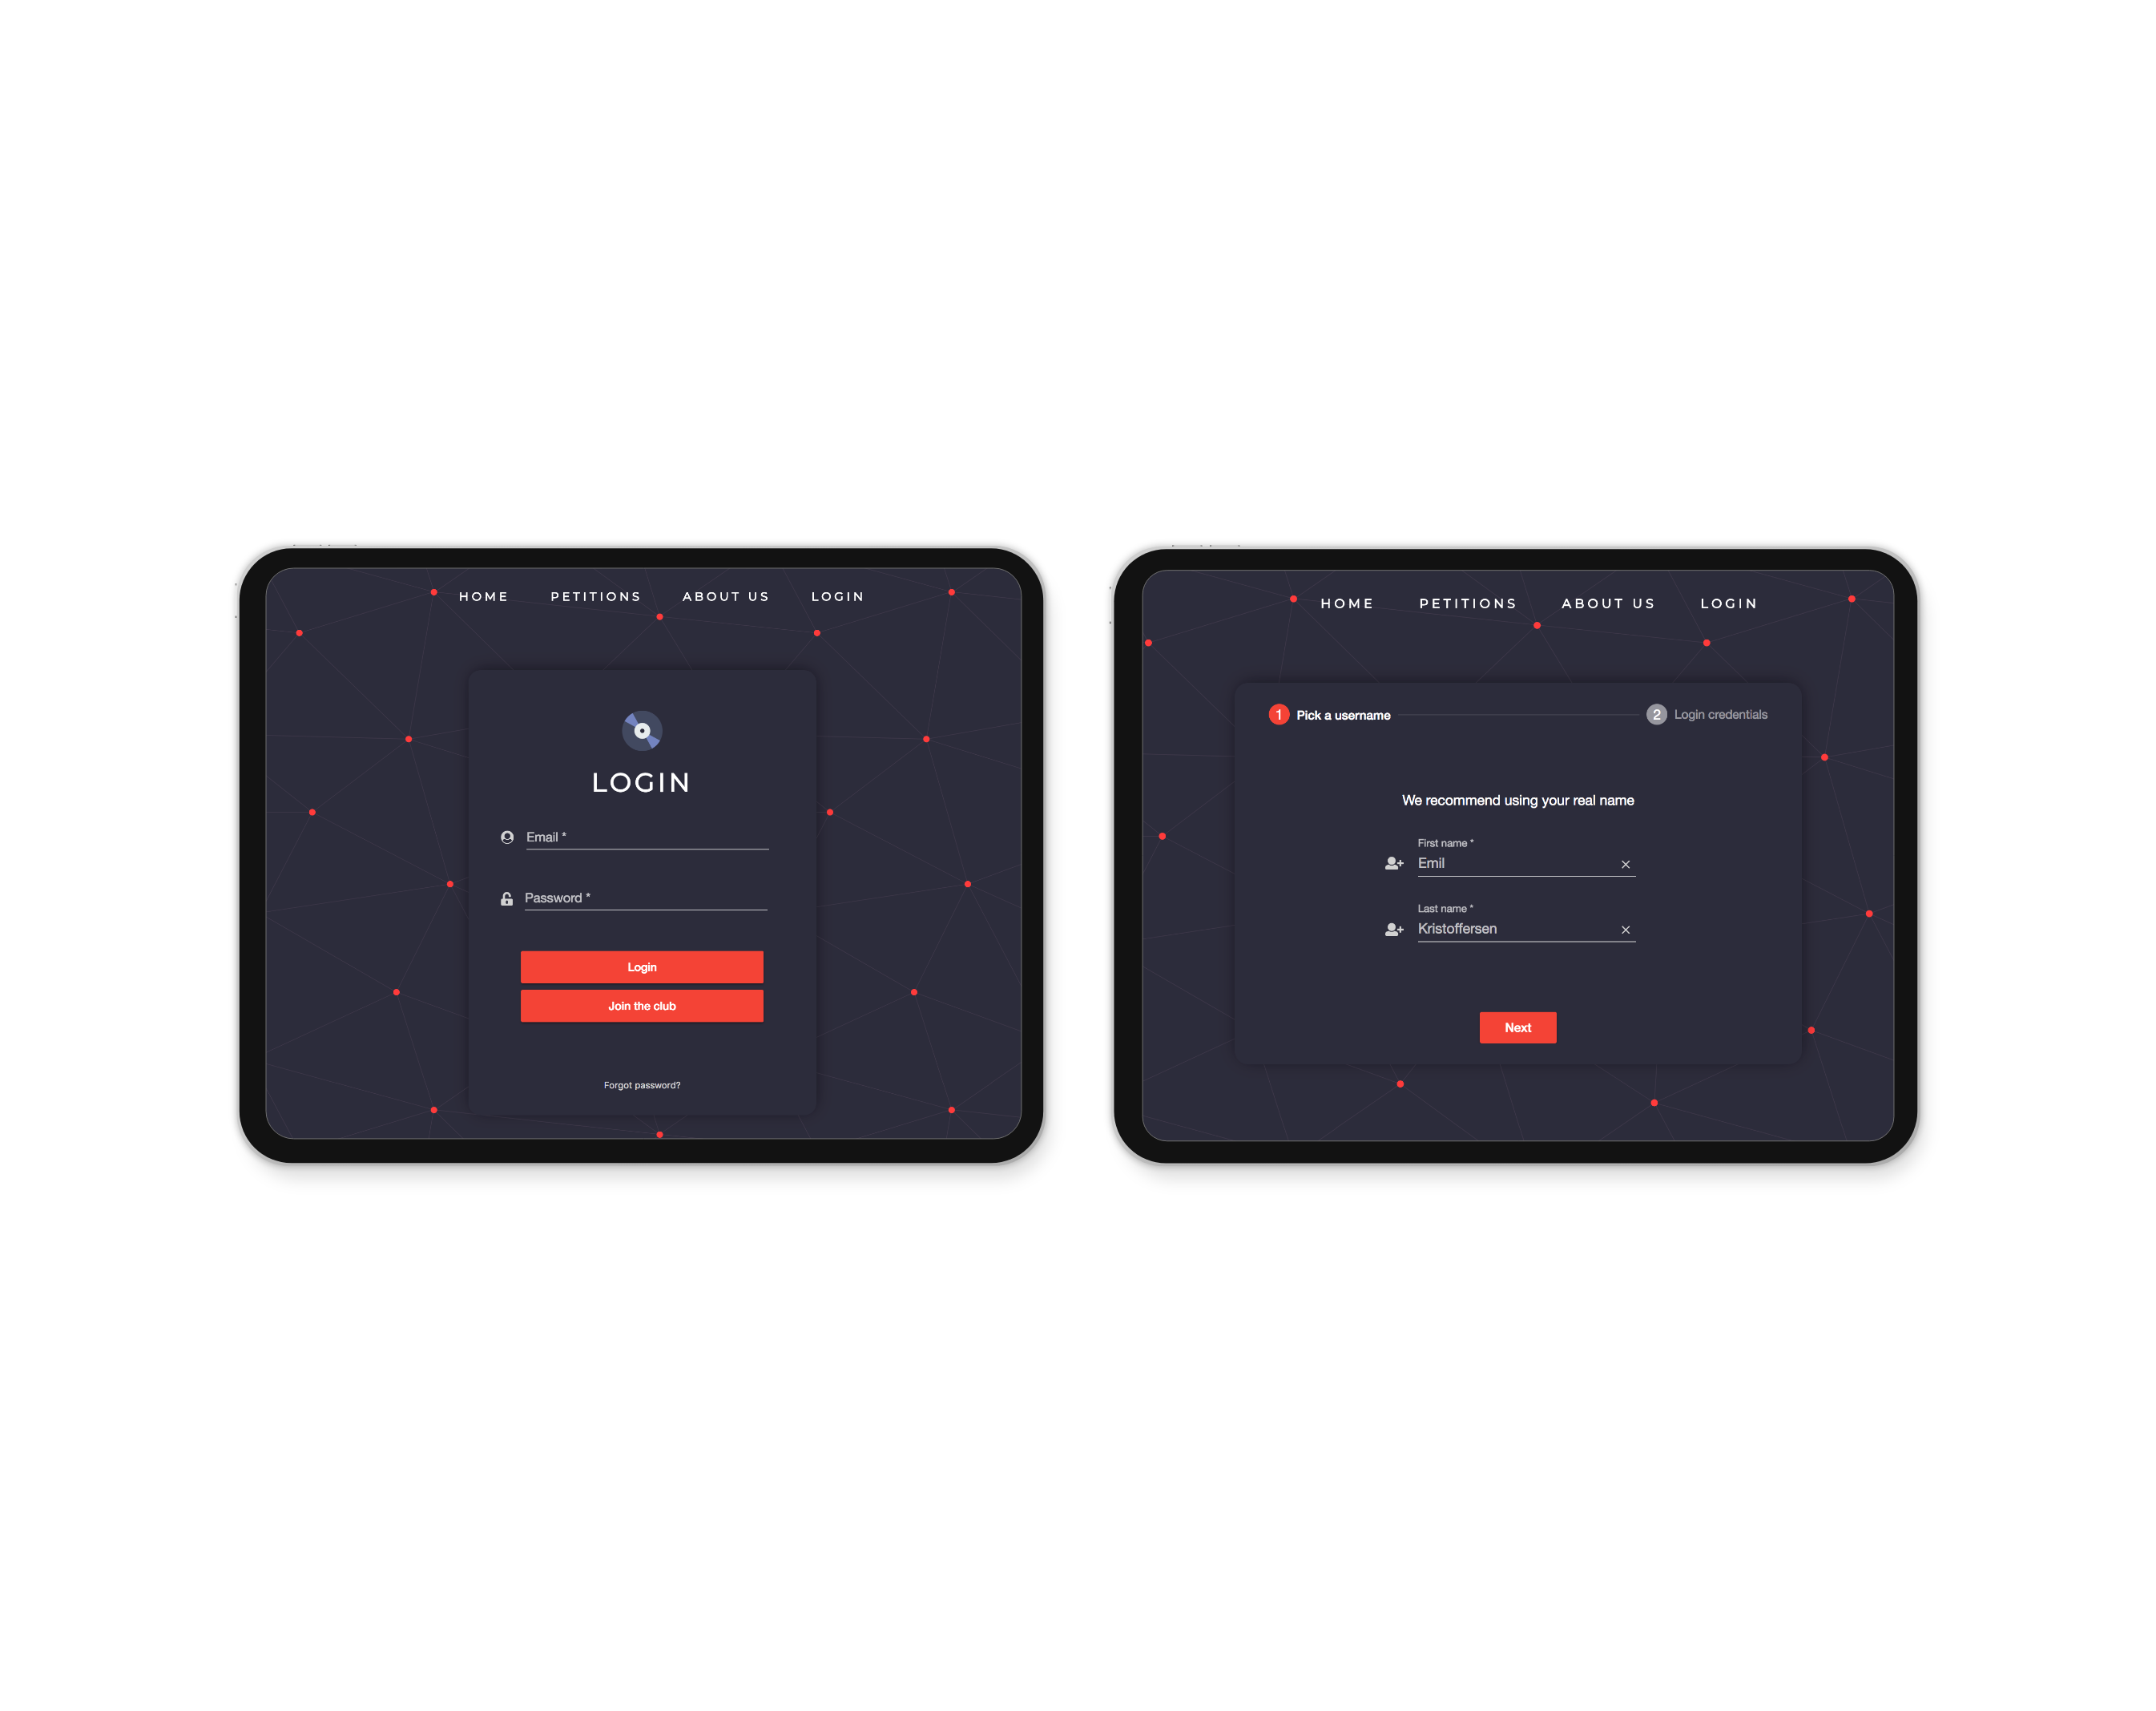 HOME PETITIONS ABOUT US LOGIN
LOGIN
Email *
Password *
Login
Join the club
Forgot password?
HOME PETITIONS ABOUT US LOGIN
1 Pick a username 2 Login credentials
We recommend using your real name
First name *
Emil
Last name *
Kristoffersen
Next